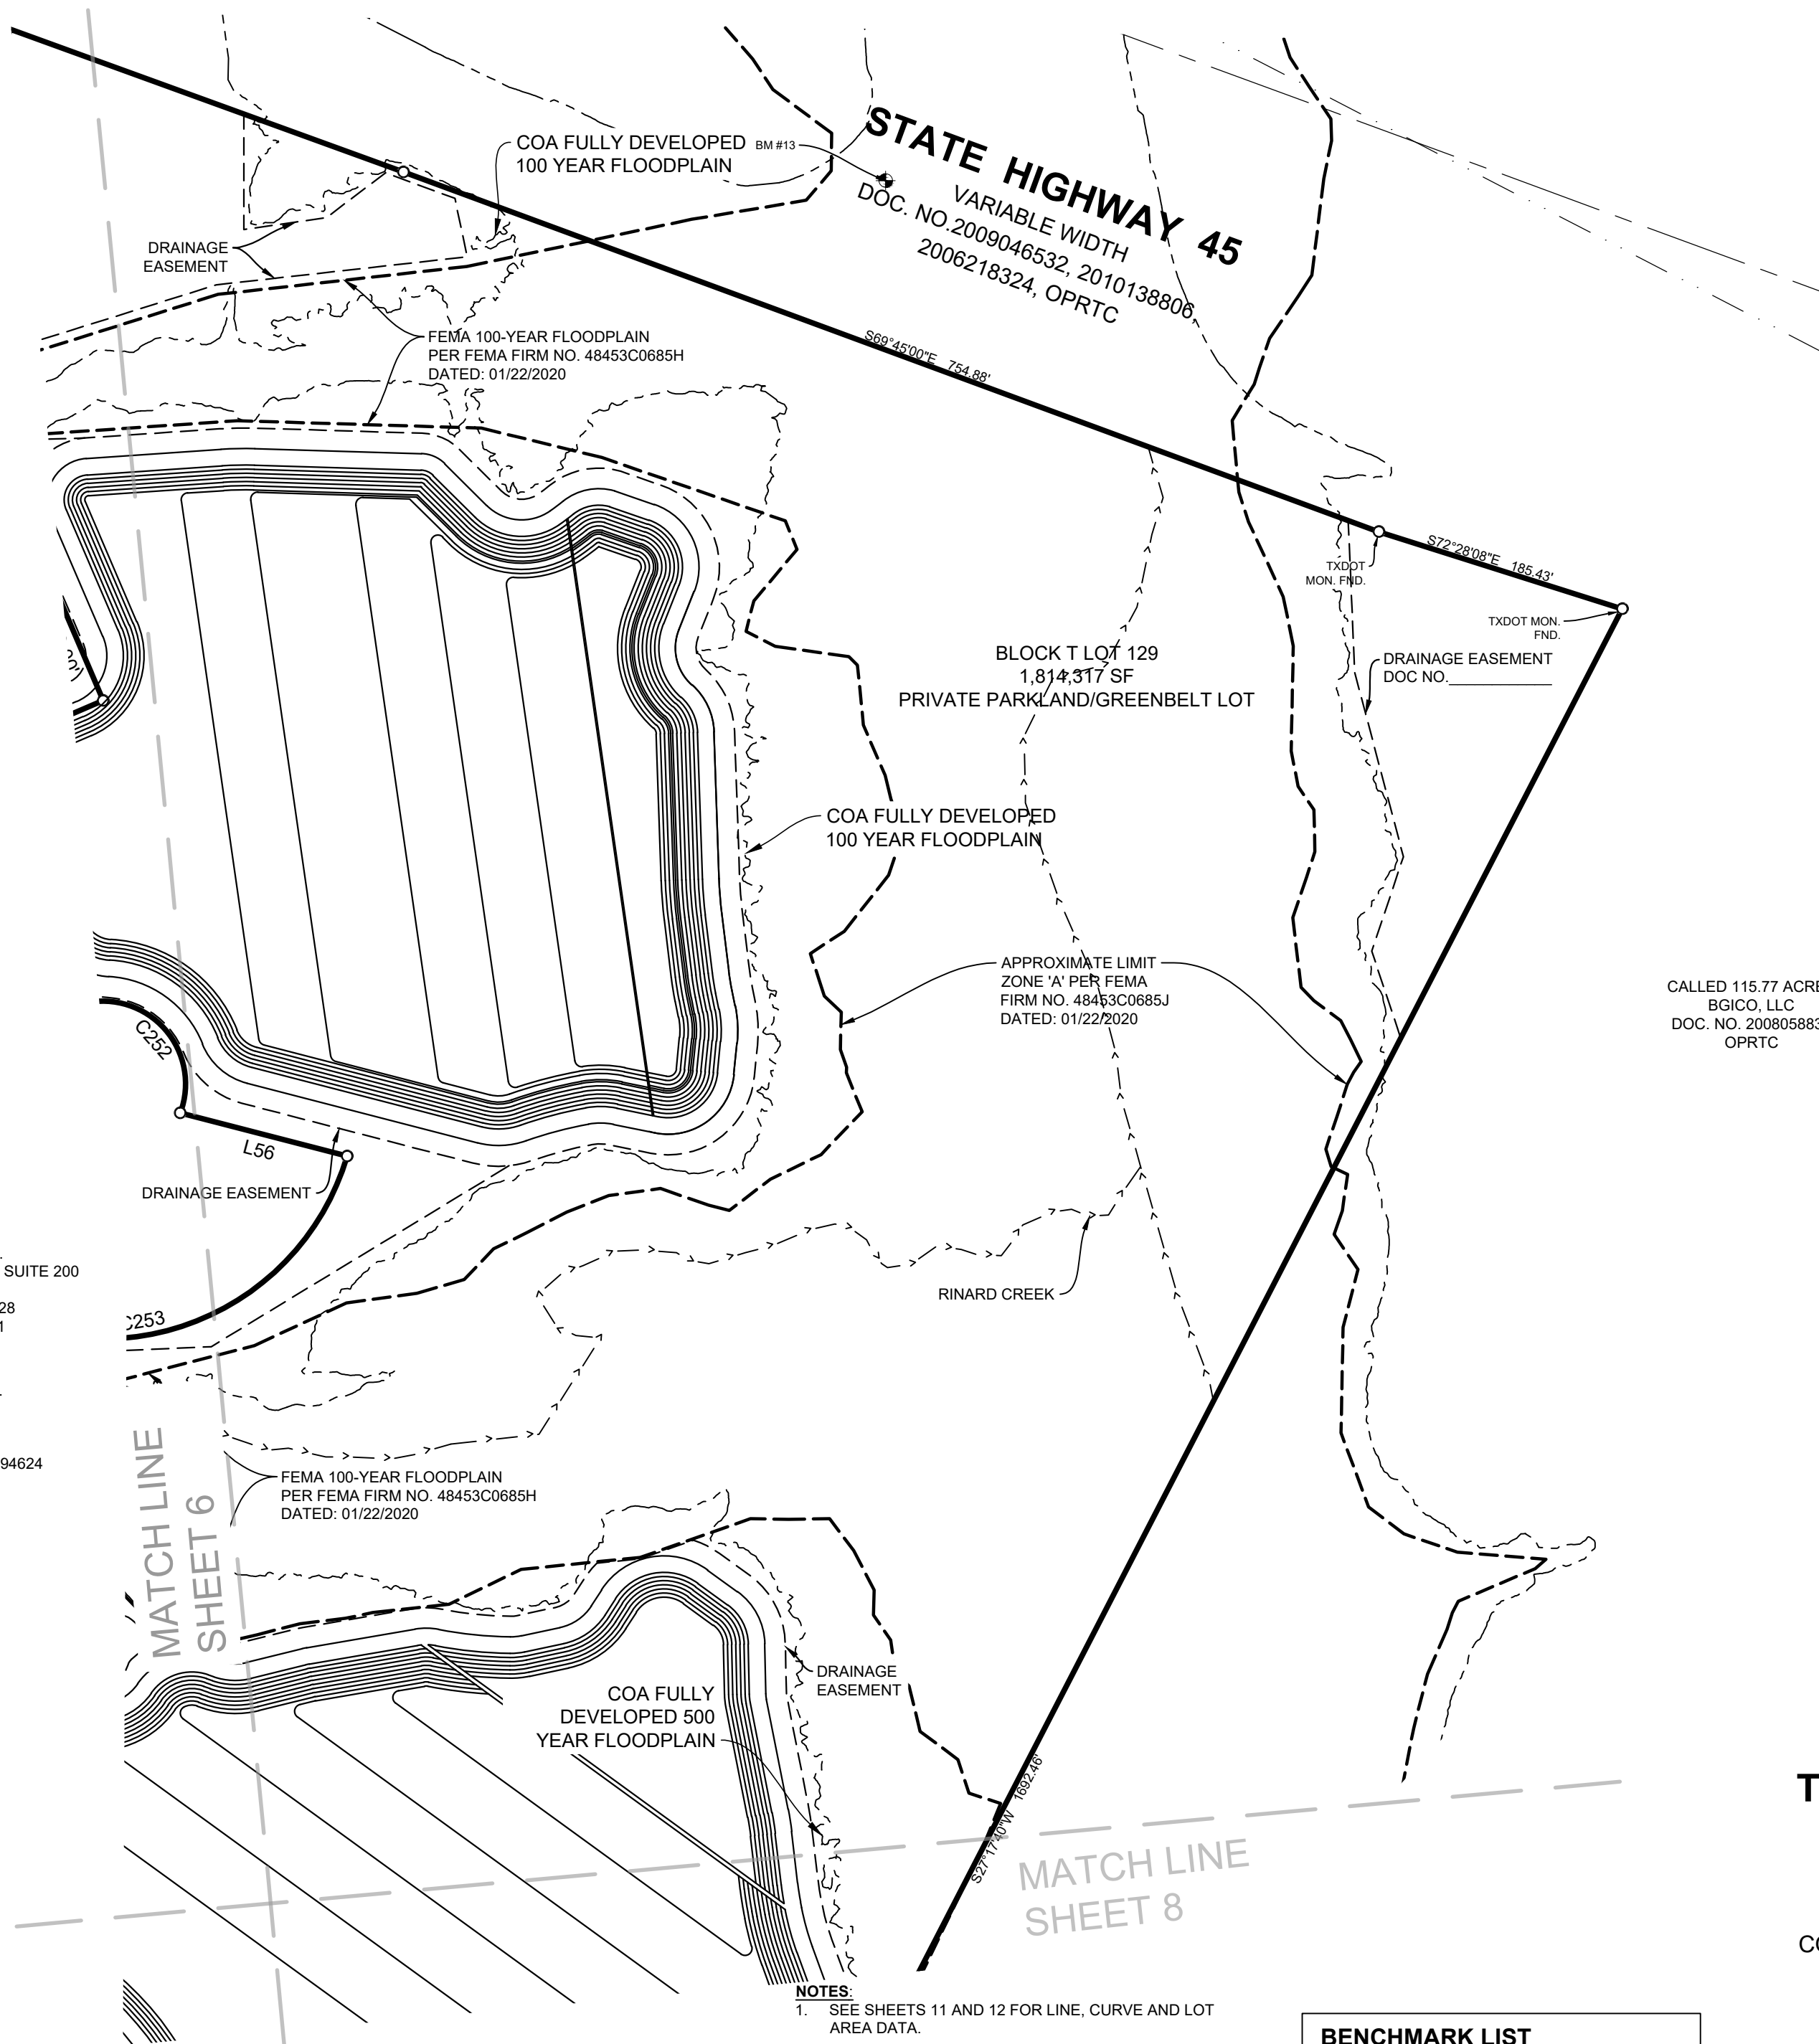 COA FULLY DEVELOPED
100 YEAR FLOODPLAIN
BM #13
STATE HIGHWAY 45
VARIABLE WIDTH
DOC. NO.2009046532, 2010138806,
2006218324, OPRTC
DRAINAGE
EASEMENT
FEMA 100-YEAR FLOODPLAIN
PER FEMA FIRM NO. 48453C0685H
DATED: 01/22/2020
S69°45'00"E 754.88'
S72°28'08"E 185.43'
TXDOT
MON. FND.
TXDOT MON.
FND.
BLOCK T LOT 129
1,814,317 SF
PRIVATE PARKLAND/GREENBELT LOT
DRAINAGE EASEMENT
DOC NO.____________
COA FULLY DEVELOPED
100 YEAR FLOODPLAIN
APPROXIMATE LIMIT
ZONE 'A' PER FEMA
FIRM NO. 48453C0685J
DATED: 01/22/2020
CALLED 115.77 ACRE
BGICO, LLC
DOC. NO. 200805883
OPRTC
C252
L56
DRAINAGE EASEMENT
SUITE 200
28
1
C253
RINARD CREEK
94624
MATCH LINE
SHEET 6
FEMA 100-YEAR FLOODPLAIN
PER FEMA FIRM NO. 48453C0685H
DATED: 01/22/2020
DRAINAGE
EASEMENT
COA FULLY
DEVELOPED 500
YEAR FLOODPLAIN
S27°17'40"W 1692.46'
MATCH LINE
SHEET 8
T
CO
NOTES:
1. SEE SHEETS 11 AND 12 FOR LINE, CURVE AND LOT
AREA DATA.
BENCHMARK LIST